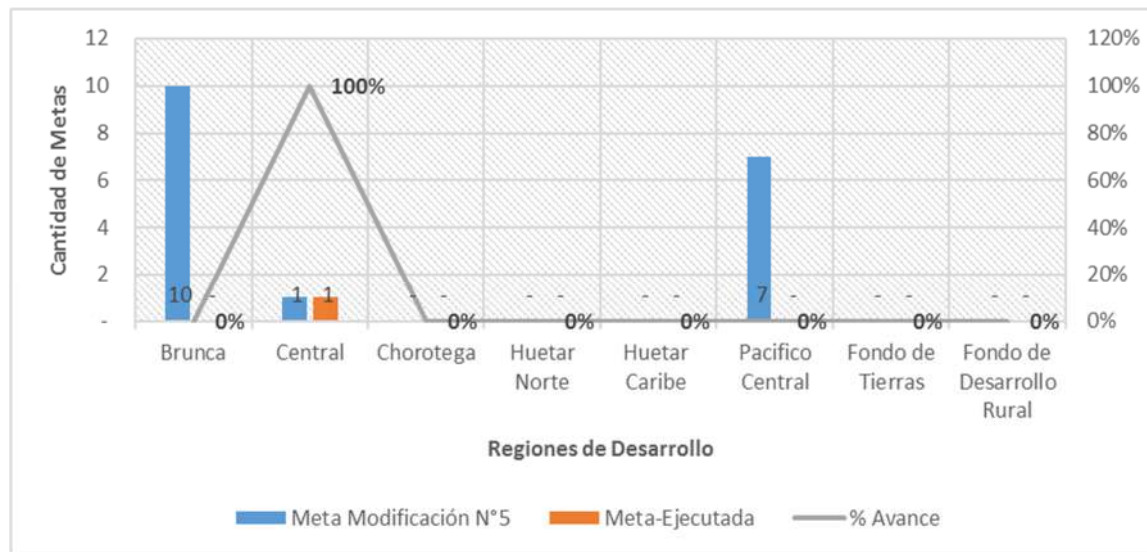 12 120%
10 100%
8 80%
6 60%
4 40%
2 20%
- 0%
Cantidad de Metas
100%
10 - 1 1 - - - - - - 7 - - - - -
0% 0% 0% 0% 0% 0% 0%
Brunca Central Chorotega Huetar Huetar Pacifico Fondo de Fondo de
Norte Caribe Central Tierras Desarrollo
Rural
Regiones de Desarrollo
Meta Modificación N°5 Meta-Ejecutada % Avance